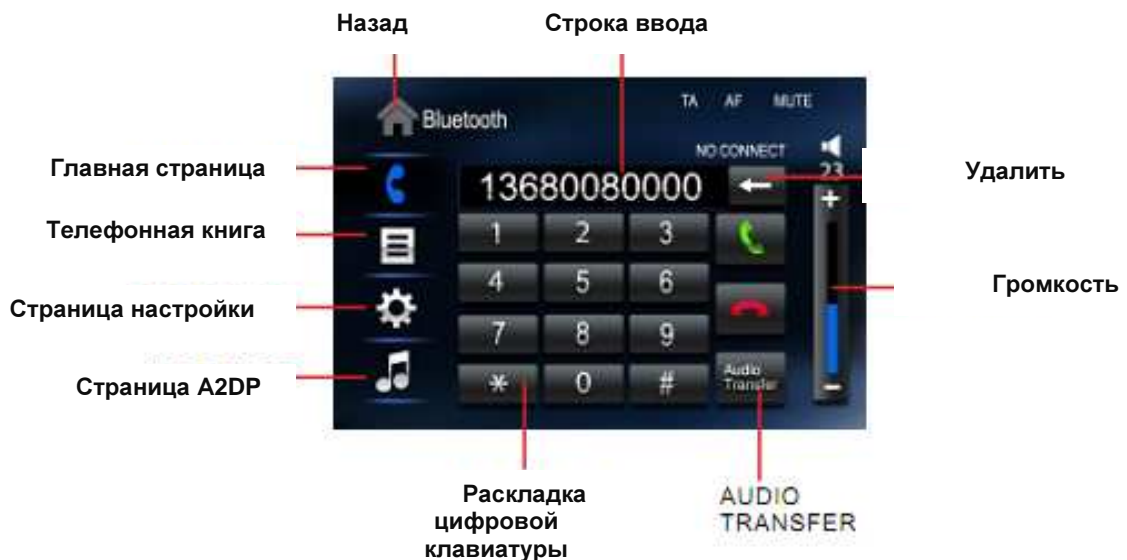 Назад Строка ввода
TA AF MUTE
Bluetooth
NO CONNECT
Главная страница
23
Удалить
13680080000
+
Телефонная книга
1 2 3
4 5 6
Громкость
Страница настройки
7 8 9
Страница A2DP
* 0 #
Audio
Transfer
-
Раскладка
цифровой
клавиатуры
AUDIO
TRANSFER